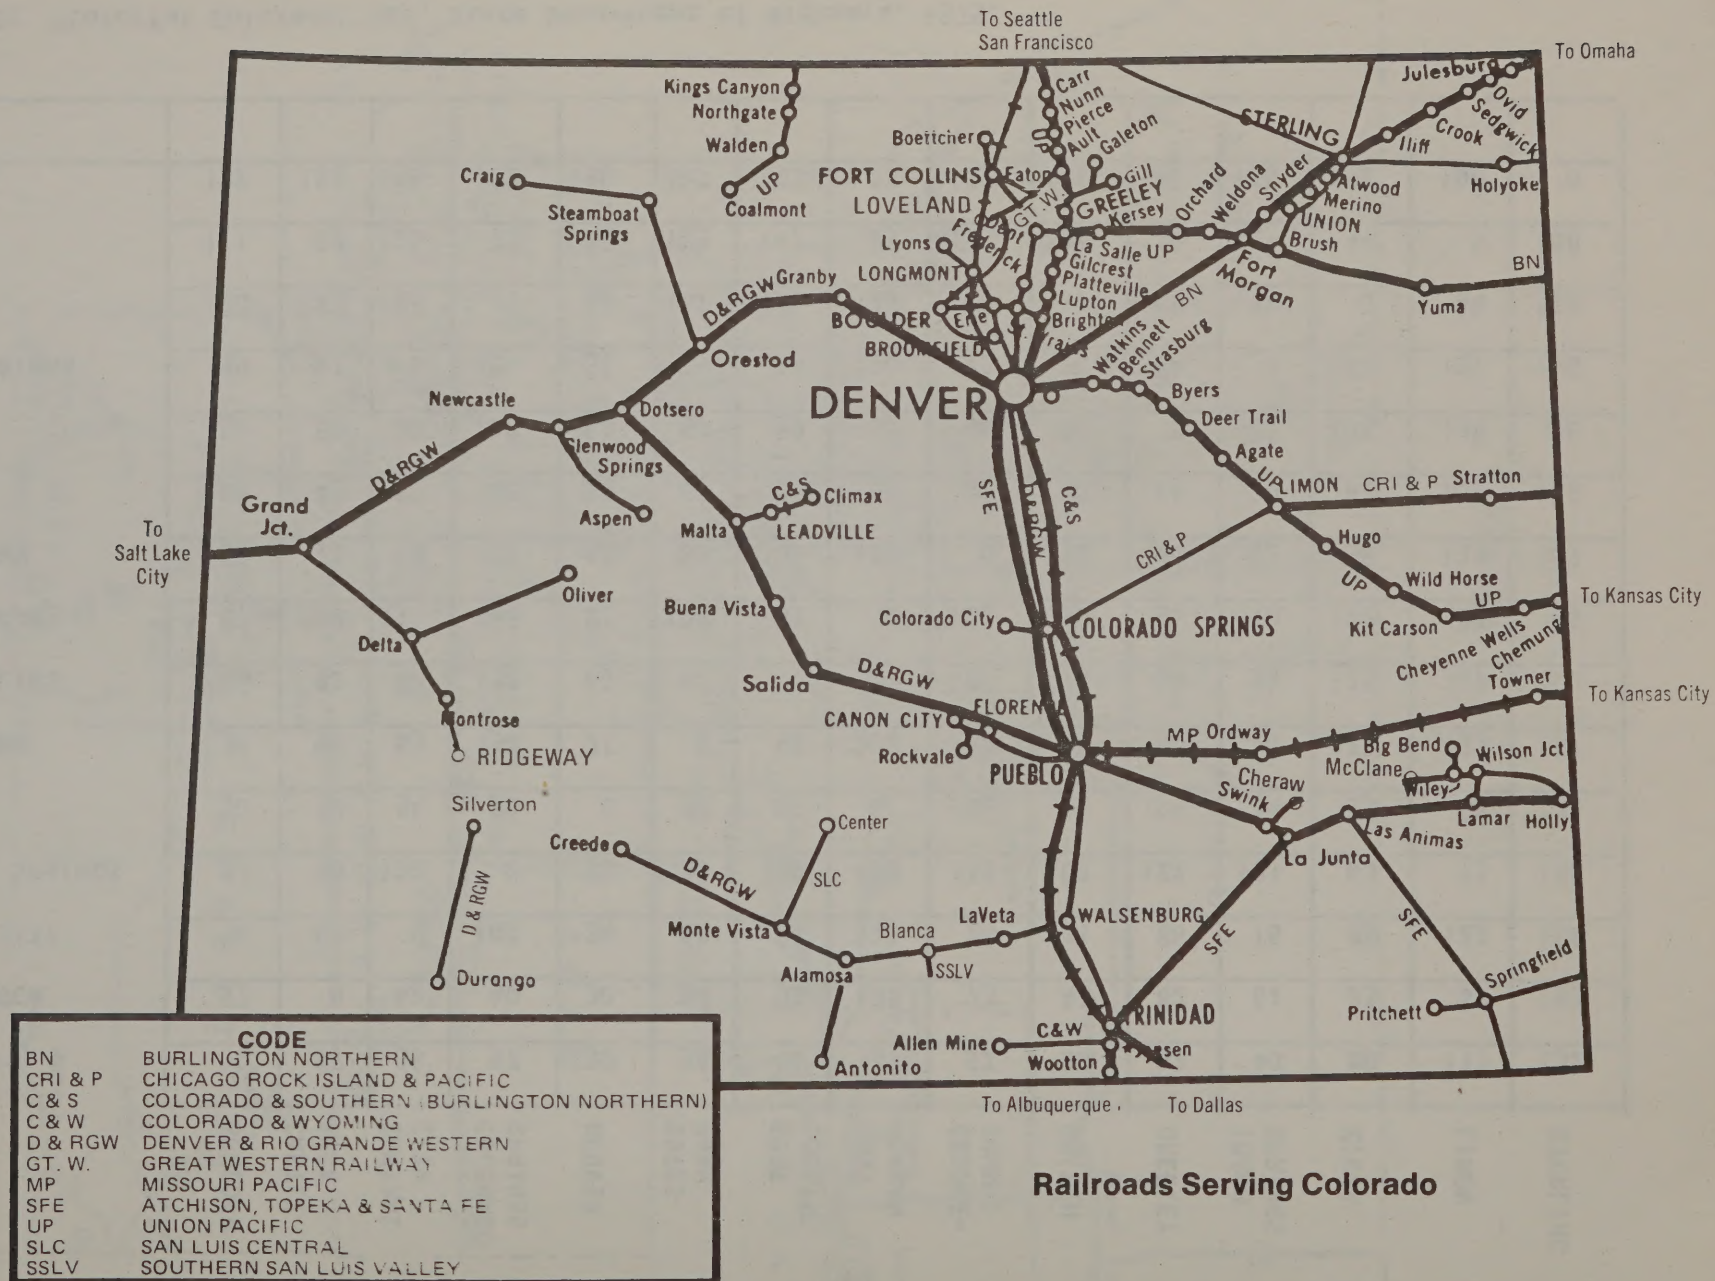 To Seattle
San Francisco
To Omaha
Kings Canyon
Northgate
Walden
UP
Coalmont
Craig
Steamboat
Springs
Boettcher
FORT COLLINS
LOVELAND
Lyons
LONGMONT
BOULDER
Erie
BROOMFIELD
Carr
Nunn
Pierce
Ault
UP
Galeton
Eaton
Gill
GT. W.
GREELEY
Kersey
Dent
Frederick
La Salle UP
Gilcrest
Platteville
Lupton
Brighton
St. Vrains
Orchard
Weldona
Snyder
STERLING
Julesburg
Ovid
Sedgwick
Crook
Iliff
Holyoke
Atwood
Merino
UNION
Brush
Fort
Morgan
BN
BN
Yuma
D&RGW
Granby
Orestod
Newcastle
Dotsero
Glenwood
Springs
Aspen
D&RGW
Grand
Jct.
To
Salt Lake
City
DENVER
Watkins
Bennett
Strasburg
Byers
Deer Trail
Agate
UP
LIMON
CRI & P
Stratton
CRI & P
Hugo
UP
Wild Horse
UP
Kit Carson
Cheyenne Wells
Chemung
To Kansas City
C&S
Climax
Malta
LEADVILLE
Buena Vista
Salida
D&RGW
SFE
D&RGW
C&S
Colorado City
COLORADO SPRINGS
Oliver
Delta
Montrose
RIDGEWAY
CANON CITY
FLORENCE
Rockvale
PUEBLO
MP
Ordway
Towner
To Kansas City
Big Bend
McClane
Wilson Jct
Wiley
Cheraw
Swink
Lamar
Holly
Las Animas
La Junta
SFE
SFE
Springfield
Pritchett
Silverton
D & RGW
Durango
Creede
D&RGW
Center
SLC
Monte Vista
Blanca
LaVeta
WALSENBURG
SSLV
Alamosa
Antonito
Allen Mine
C&W
TRINIDAD
Jansen
Wootton
To Albuquerque
To Dallas
CODE
BN BURLINGTON NORTHERN
CRI & P CHICAGO ROCK ISLAND & PACIFIC
C & S COLORADO & SOUTHERN (BURLINGTON NORTHERN)
C & W COLORADO & WYOMING
D & RGW DENVER & RIO GRANDE WESTERN
GT. W. GREAT WESTERN RAILWAY
MP MISSOURI PACIFIC
SFE ATCHISON, TOPEKA & SANTA FE
UP UNION PACIFIC
SLC SAN LUIS CENTRAL
SSLV SOUTHERN SAN LUIS VALLEY
Railroads Serving Colorado